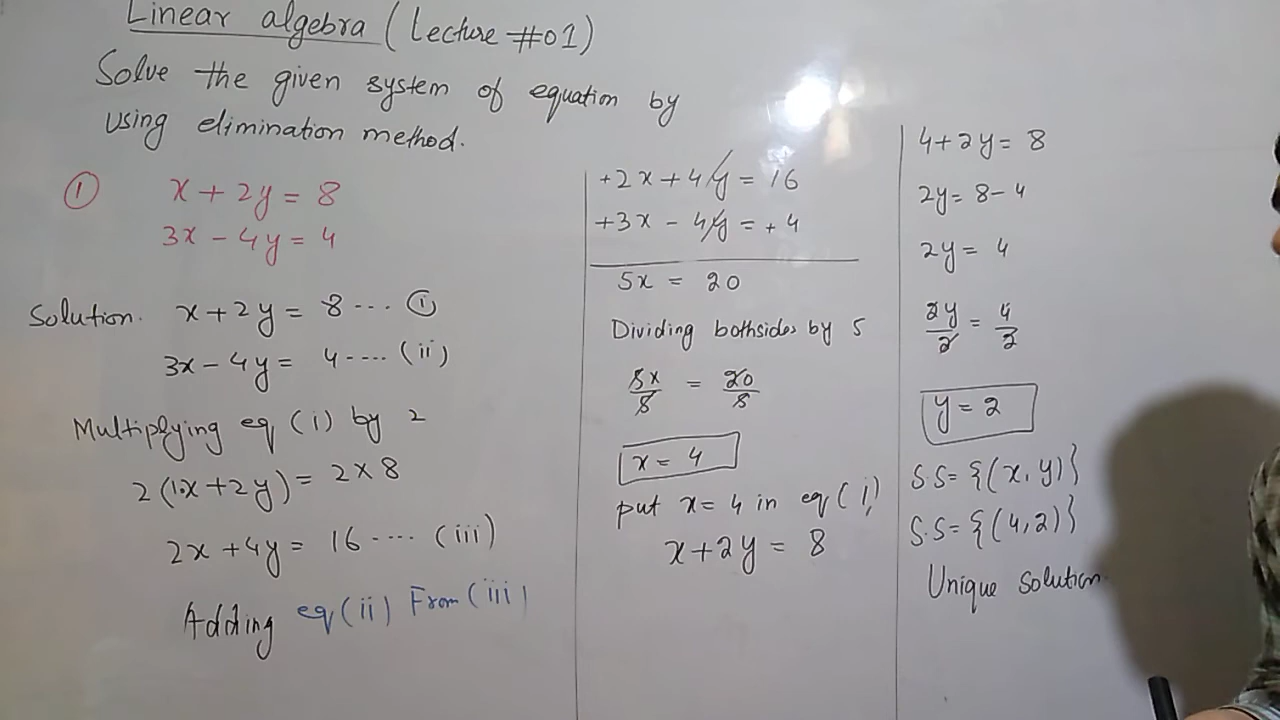 Linear algebra (Lecture #01)
Solve the given system of equation by
using elimination method.
① x + 2y = 8
3x - 4y = 4
Solution. x + 2y = 8 --- ①
3x - 4y = 4 ---- (ii)
Multiplying eq (i) by 2
2(1·x + 2y) = 2 × 8
2x + 4y = 16 ---- (iii)
Adding eq (ii) From (iii)
+2x + 4y = 16
+3x - 4y = + 4
5x = 20
Dividing bothsides by 5
5x/5 = 20/5
x = 4
put x = 4 in eq (i)
x + 2y = 8
4 + 2y = 8
2y = 8 - 4
2y = 4
2y/2 = 4/2
y = 2
S.S = {(x, y)}
S.S = {(4, 2)}
Unique Solution.